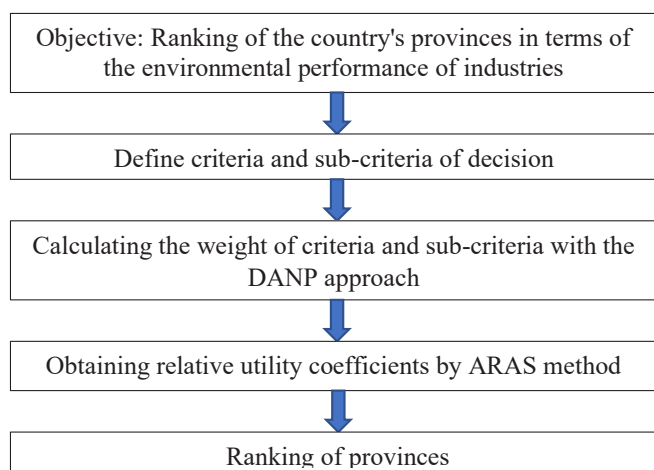 Objective: Ranking of the country's provinces in terms of
the environmental performance of industries
Define criteria and sub-criteria of decision
Calculating the weight of criteria and sub-criteria with the
DANP approach
Obtaining relative utility coefficients by ARAS method
Ranking of provinces